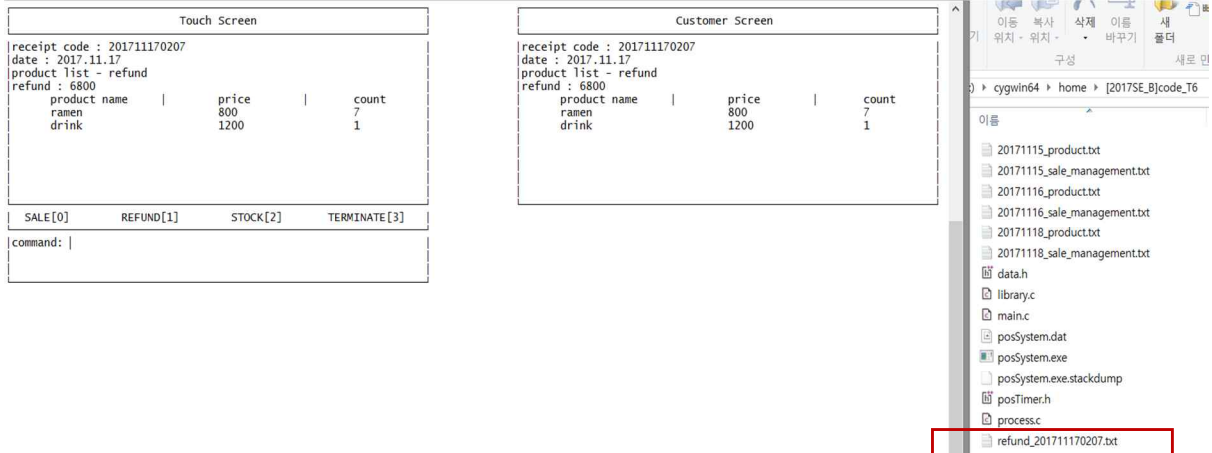 Touch Screen
receipt code : 201711170207
date : 2017.11.17
product list - refund
refund : 6800
product name | price | count
ramen 800 7
drink 1200 1
SALE[0] REFUND[1] STOCK[2] TERMINATE[3]
command: |
Customer Screen
receipt code : 201711170207
date : 2017.11.17
product list - refund
refund : 6800
product name | price | count
ramen 800 7
drink 1200 1
이동 복사 삭제 이름 새
위치 위치 바꾸기 폴더
구성 새로
cygwin64 home [2017SE_B]code_T6
이름
20171115_product.txt
20171115_sale_management.txt
20171116_product.txt
20171116_sale_management.txt
20171118_product.txt
20171118_sale_management.txt
data.h
library.c
main.c
posSystem.dat
posSystem.exe
posSystem.exe.stackdump
posTimer.h
process.c
refund_201711170207.txt